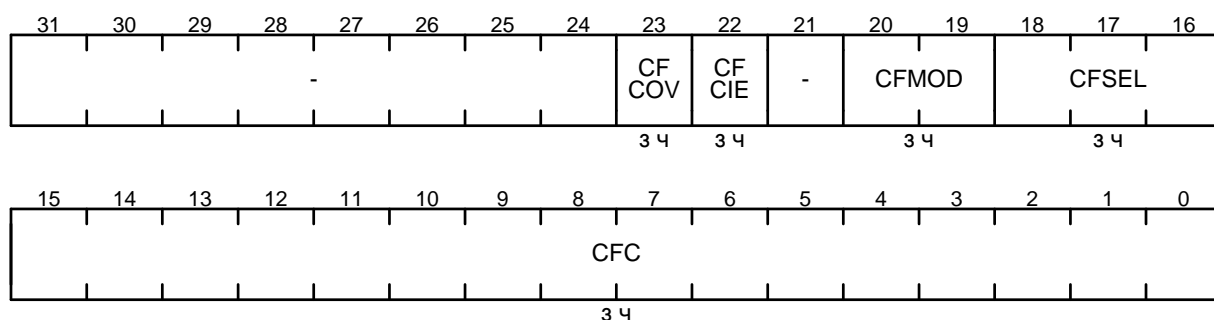 31 30 29 28 27 26 25 24 23 22 21 20 19 18 17 16
- CF COV CF CIE - CFMOD CFSEL
з ч з ч з ч з ч
15 14 13 12 11 10 9 8 7 6 5 4 3 2 1 0
CFC
з ч